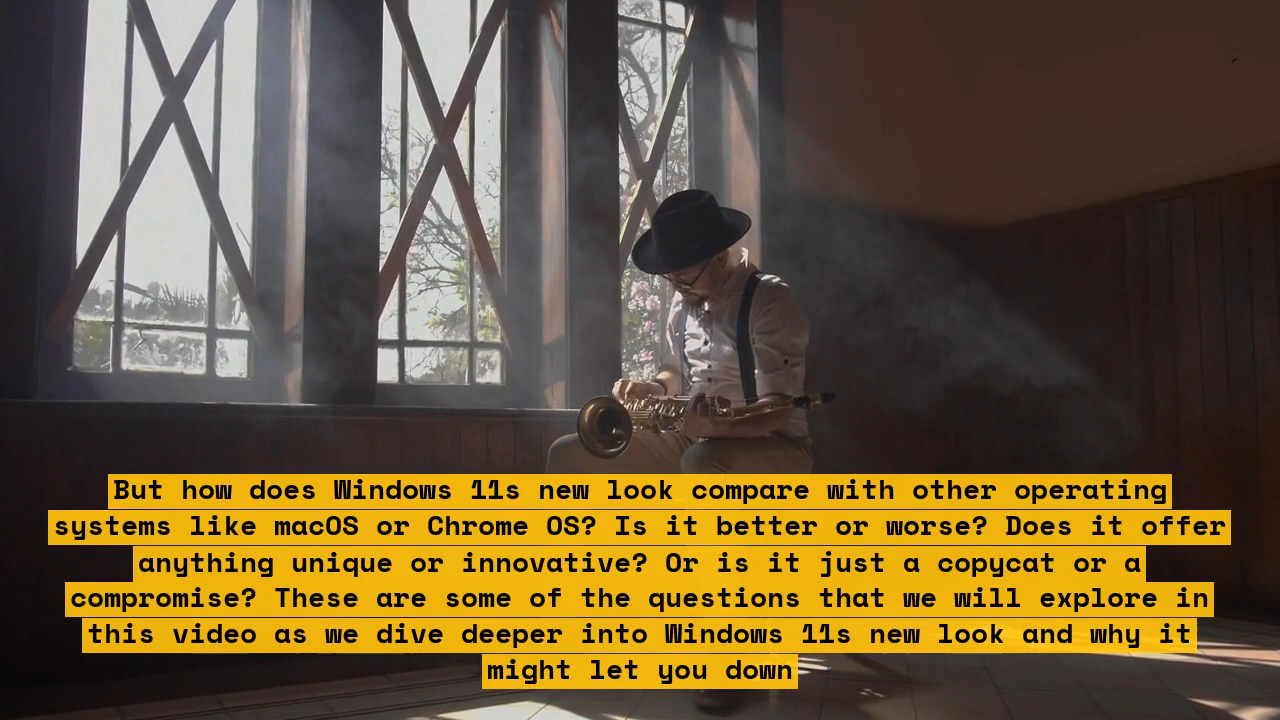 But how does Windows 11s new look compare with other operating
systems like macOS or Chrome OS? Is it better or worse? Does it offer
anything unique or innovative? Or is it just a copycat or a
compromise? These are some of the questions that we will explore in
this video as we dive deeper into Windows 11s new look and why it
might let you down